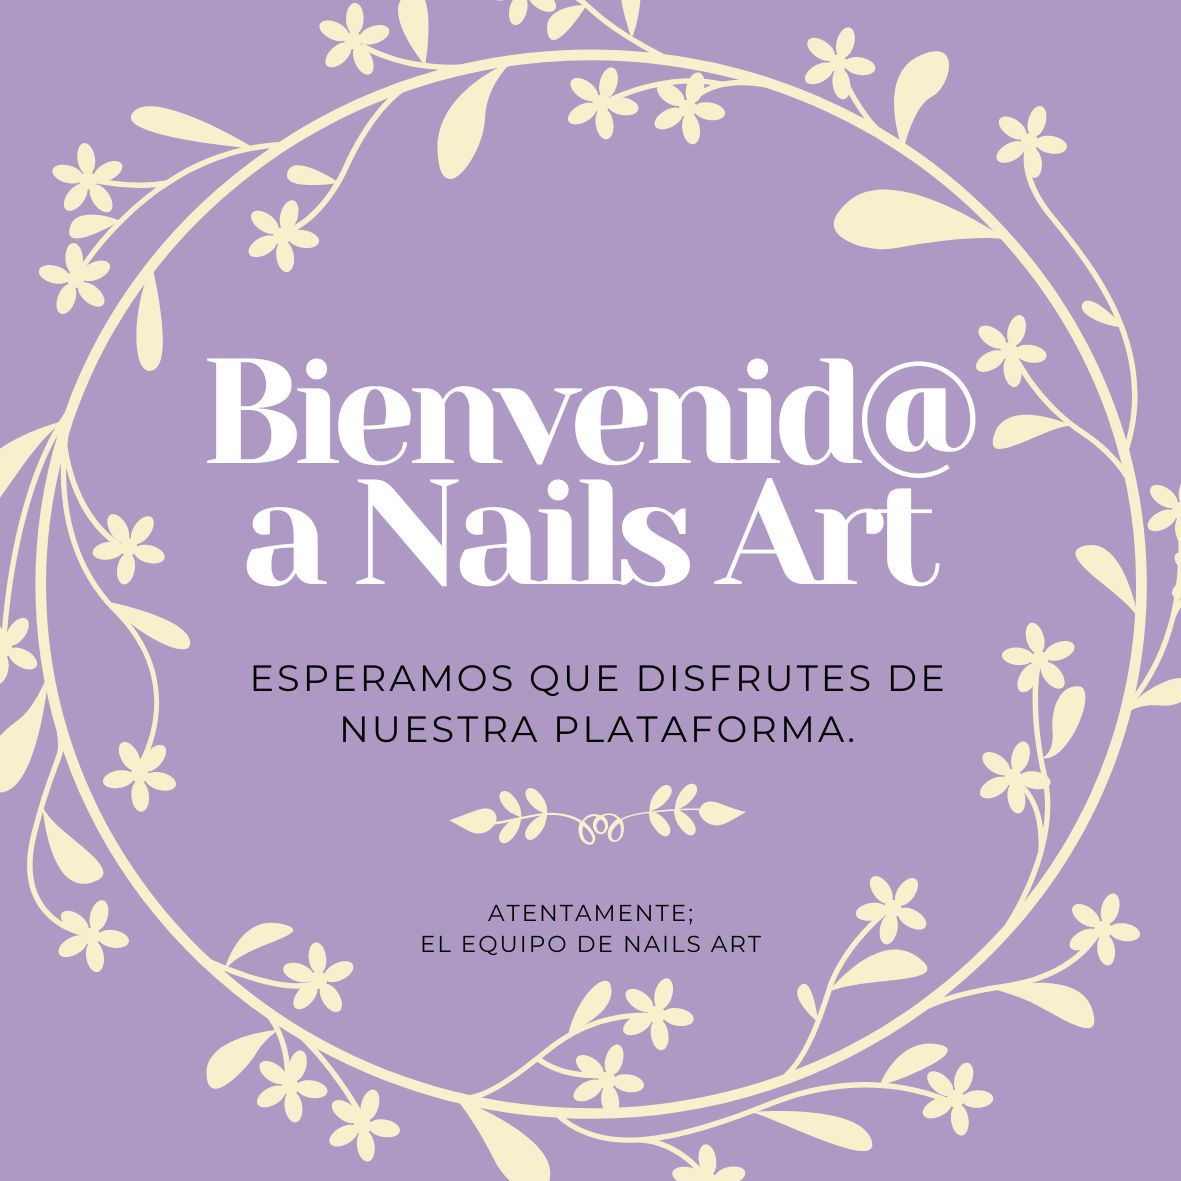 Bienvenid@
a Nails Art
ESPERAMOS QUE DISFRUTES DE
NUESTRA PLATAFORMA.
ATENTAMENTE;
EL EQUIPO DE NAILS ART